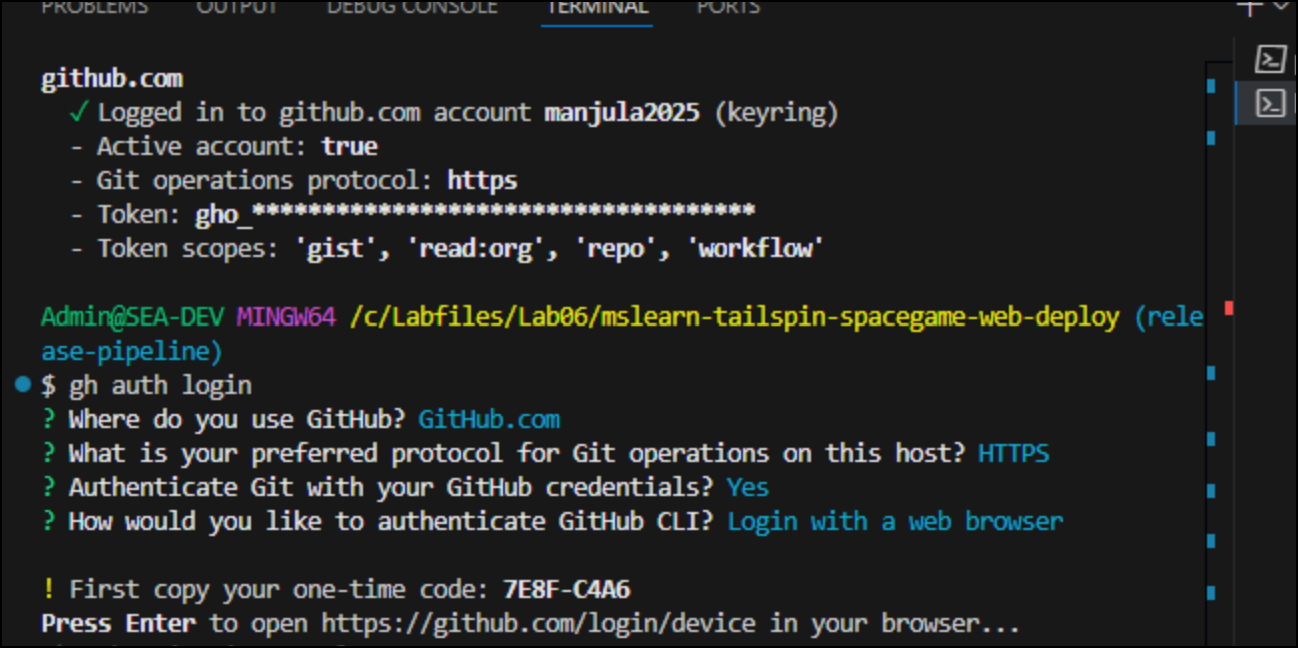 PROBLEMS OUTPUT DEBUG CONSOLE TERMINAL PORTS
github.com
✓ Logged in to github.com account manjula2025 (keyring)
- Active account: true
- Git operations protocol: https
- Token: gho_************************************
- Token scopes: 'gist', 'read:org', 'repo', 'workflow'
Admin@SEA-DEV MINGW64 /c/Labfiles/Lab06/mslearn-tailspin-spacegame-web-deploy (rele
ase-pipeline)
$ gh auth login
? Where do you use GitHub? GitHub.com
? What is your preferred protocol for Git operations on this host? HTTPS
? Authenticate Git with your GitHub credentials? Yes
? How would you like to authenticate GitHub CLI? Login with a web browser
! First copy your one-time code: 7E8F-C4A6
Press Enter to open https://github.com/login/device in your browser...